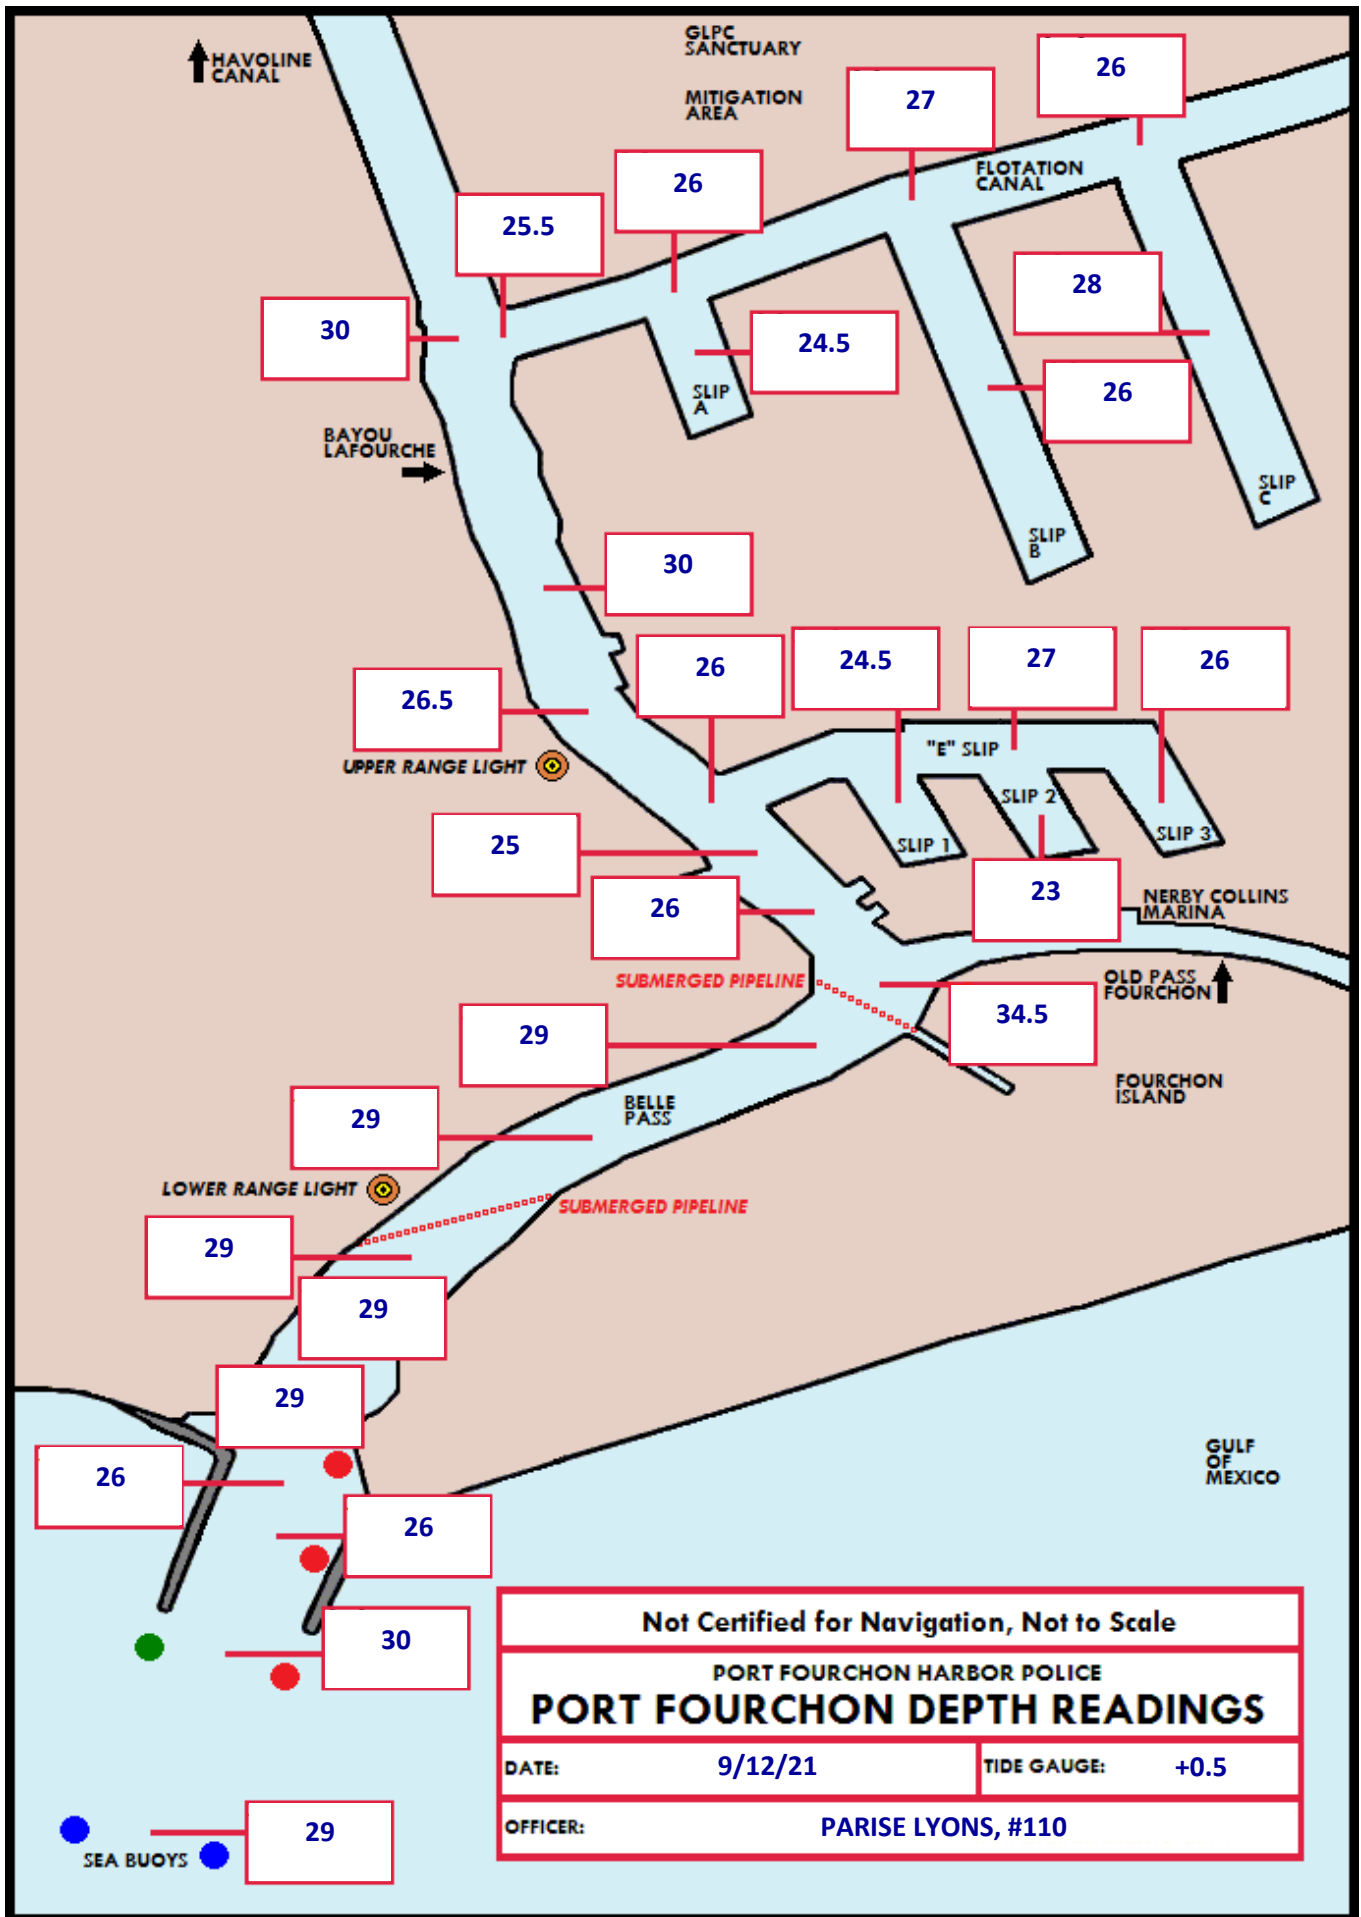 HAVOLINE
CANAL
GLPC
SANCTUARY
MITIGATION
AREA
26
27
26
FLOTATION
CANAL
25.5
30
24.5
28
26
SLIP
A
BAYOU
LAFOURCHE
SLIP
C
SLIP
B
30
26
24.5
27
26
26.5
"E" SLIP
UPPER RANGE LIGHT
SLIP 2
SLIP 1
SLIP 3
25
23
26
NERBY COLLINS
MARINA
SUBMERGED PIPELINE
OLD PASS
FOURCHON
34.5
29
FOURCHON
ISLAND
BELLE
PASS
29
LOWER RANGE LIGHT
SUBMERGED PIPELINE
29
29
29
GULF
OF
MEXICO
26
26
30
Not Certified for Navigation, Not to Scale
PORT FOURCHON HARBOR POLICE
PORT FOURCHON DEPTH READINGS
DATE: 9/12/21 TIDE GAUGE: +0.5
OFFICER: PARISE LYONS, #110
29
SEA BUOYS